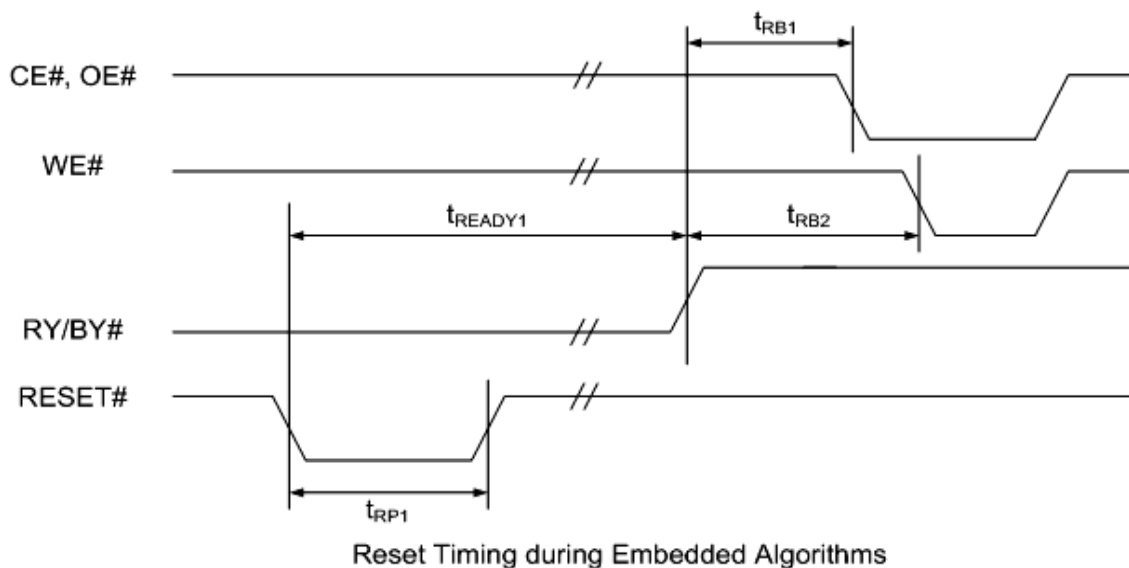 tRB1
CE#, OE#
WE#
tREADY1
tRB2
RY/BY#
RESET#
tRP1
Reset Timing during Embedded Algorithms